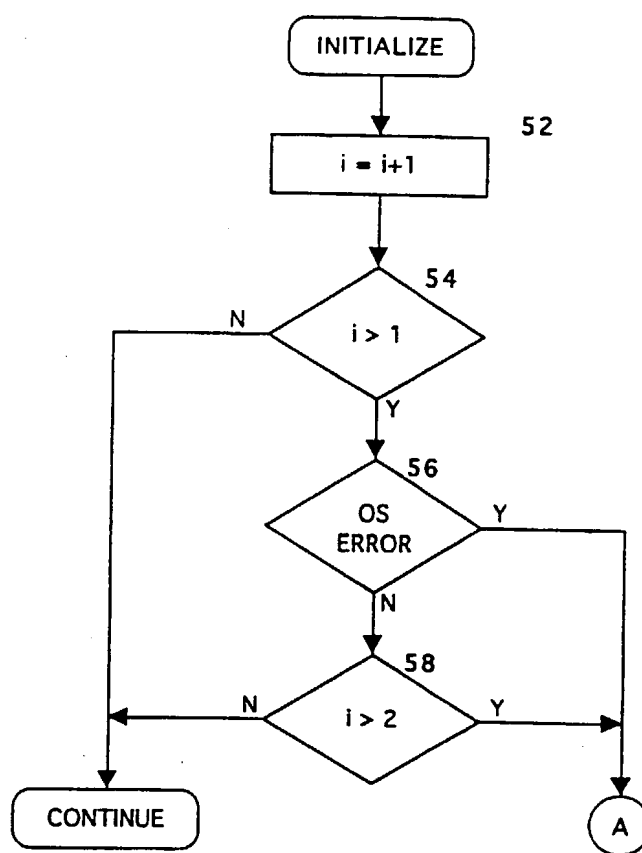 INITIALIZE
52
i = i+1
54
N
i > 1
Y
56
OS
ERROR
Y
N
58
N
i > 2
Y
CONTINUE
A